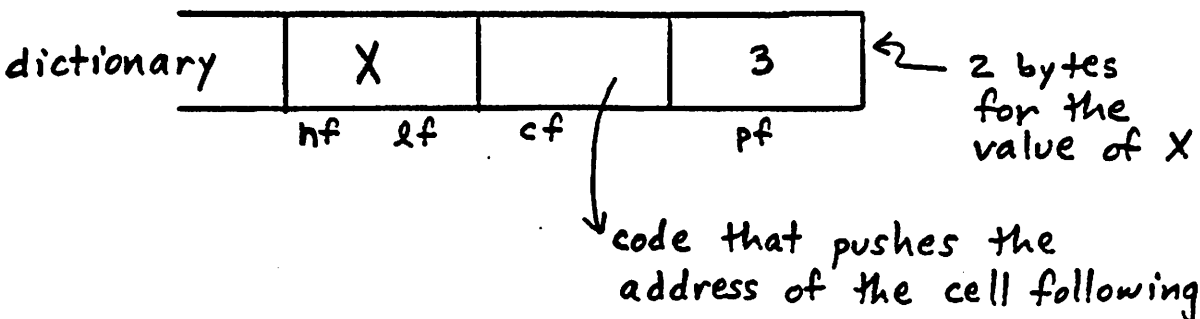 dictionary X 3
2 bytes
for the
value of X
nf lf cf pf
code that pushes the
address of the cell following